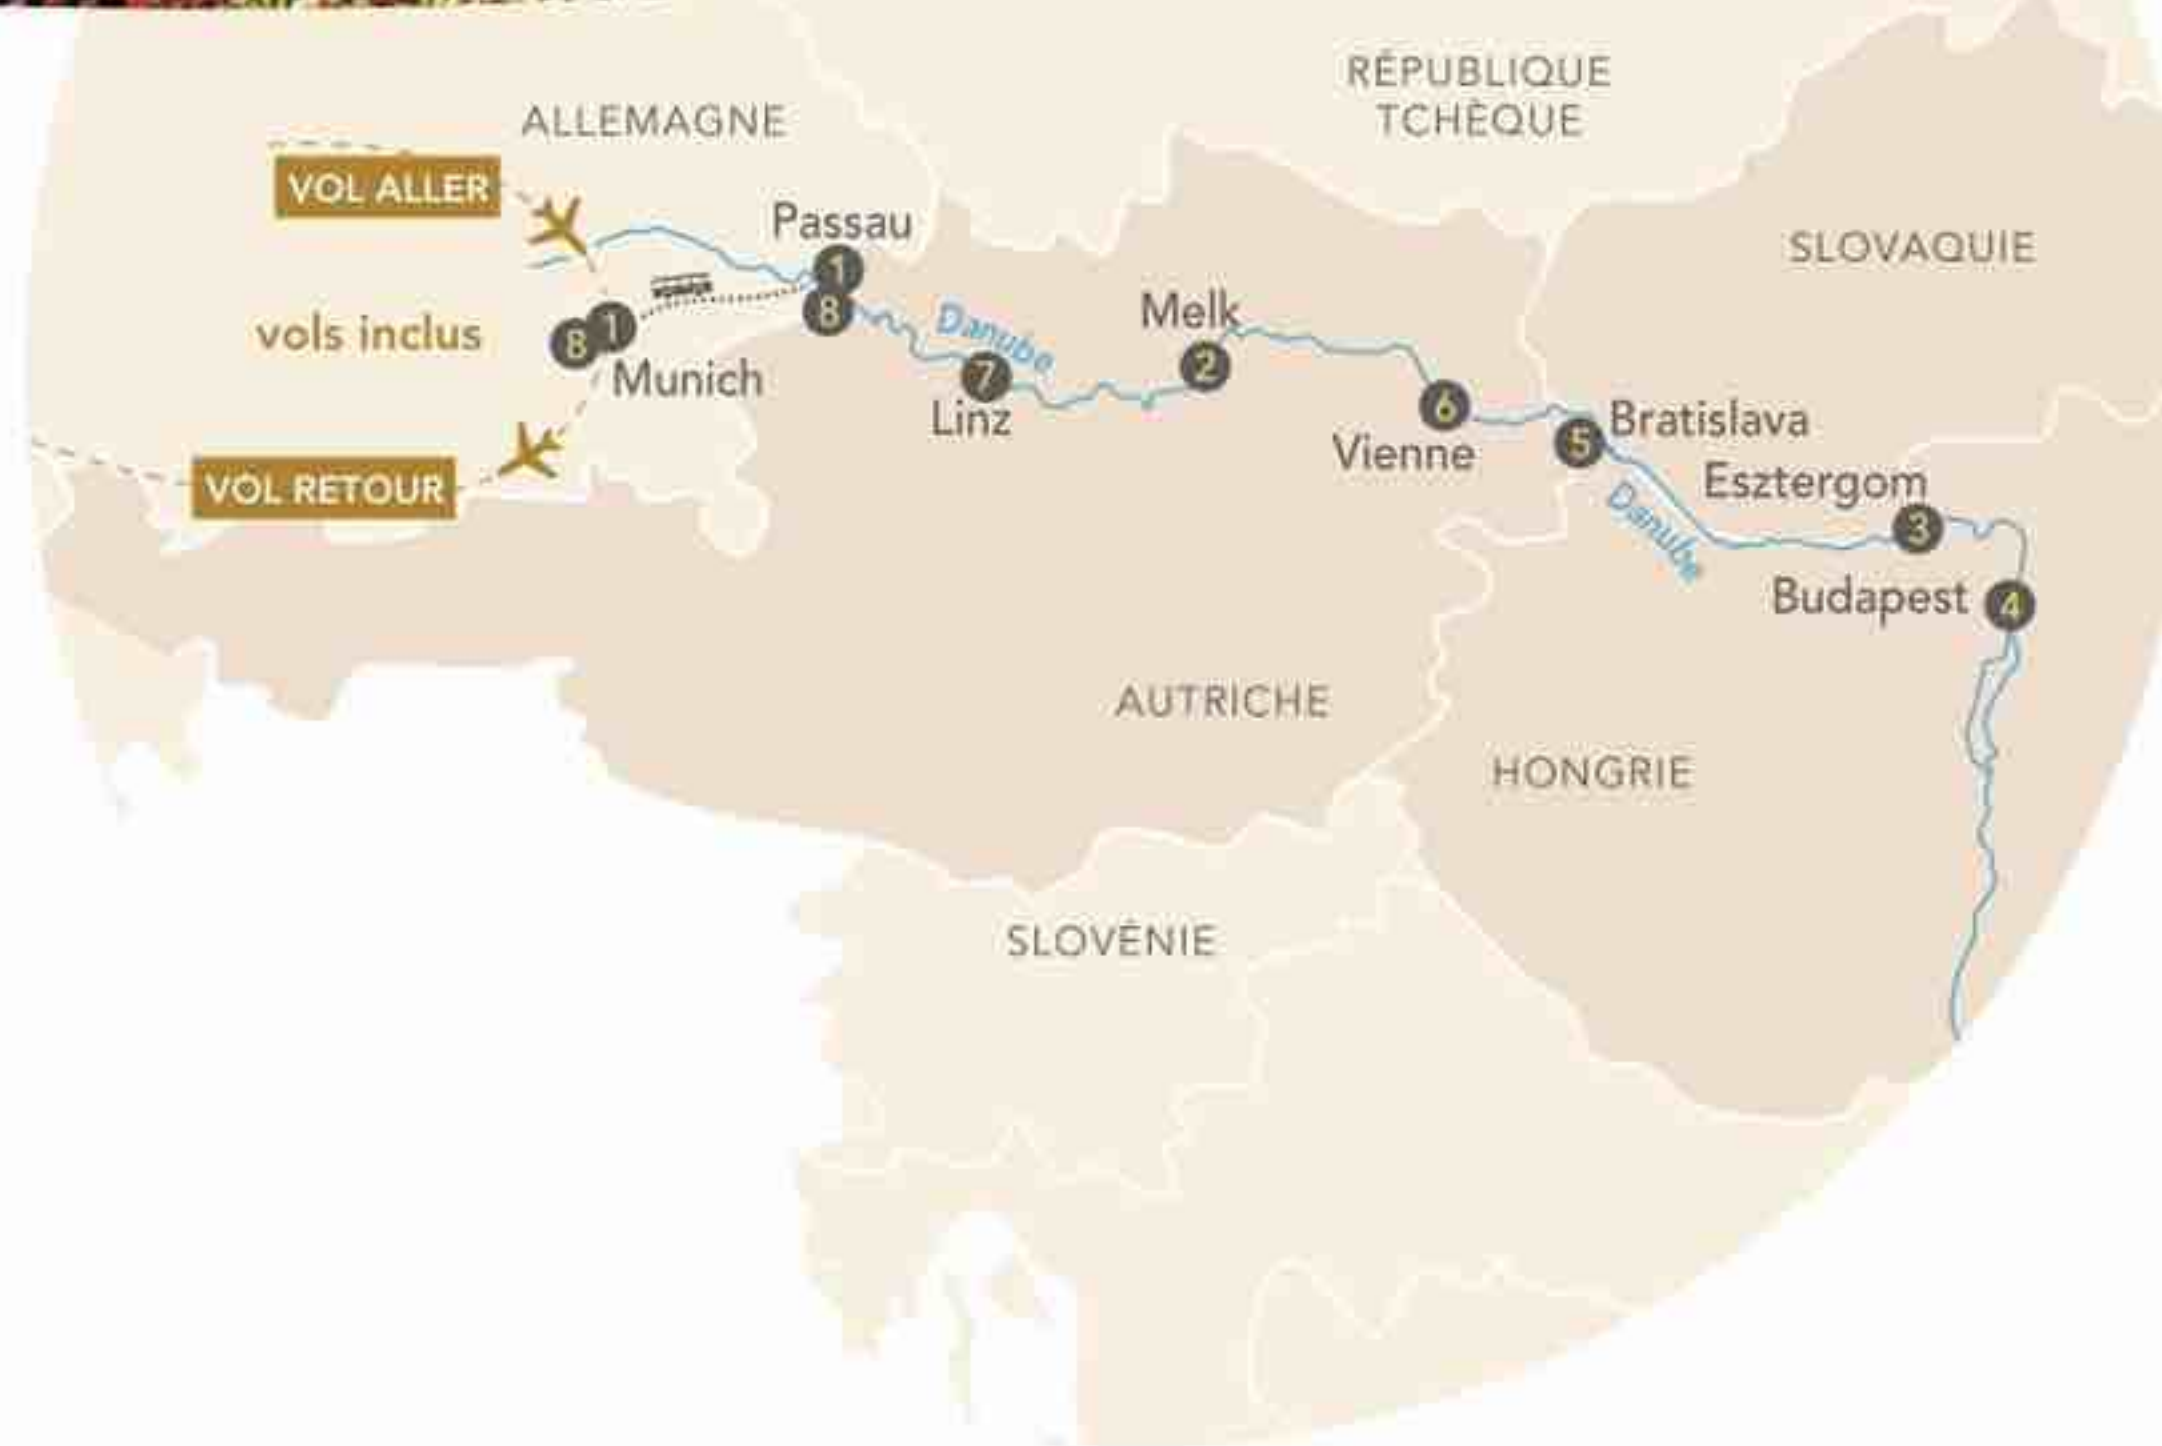 RÉPUBLIQUE
TCHÈQUE
ALLEMAGNE
VOL ALLER
Passau
1
8
SLOVAQUIE
vols inclus
8
1
Munich
Danube
7
Linz
Melk
2
6
Vienne
5
Bratislava
Danube
Esztergom
3
Budapest
4
VOL RETOUR
AUTRICHE
HONGRIE
SLOVÉNIE